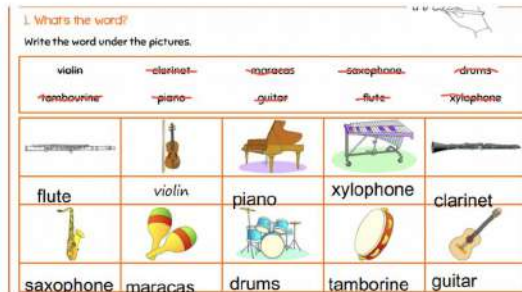 1. What's the word?
Write the word under the pictures.
violin clarinet maracas saxophone drums
tambourine piano guitar flute xylophone
flute violin piano xylophone clarinet
saxophone maracas drums tamborine guitar